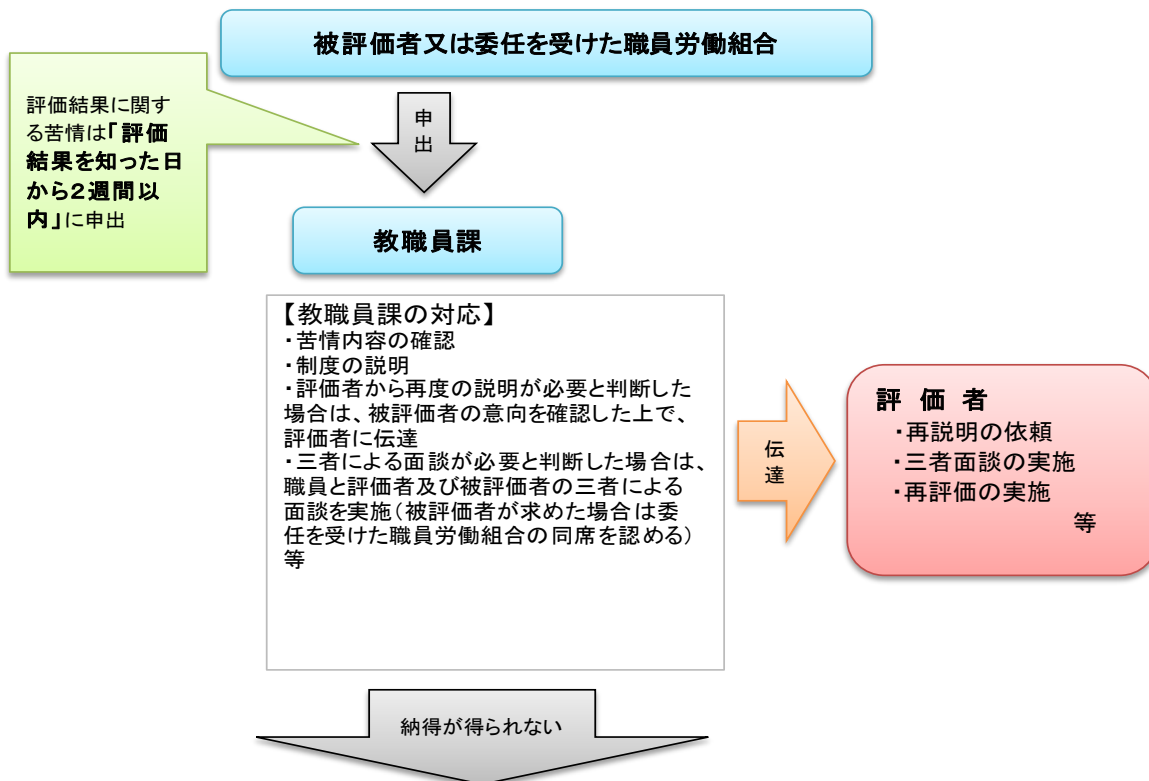 被評価者又は委任を受けた職員労働組合
評価結果に関す
る苦情は「評価
結果を知った日
から２週間以
内」に申出
申
出
教職員課
【教職員課の対応】
・苦情内容の確認
・制度の説明
・評価者から再度の説明が必要と判断した
場合は、被評価者の意向を確認した上で、
評価者に伝達
・三者による面談が必要と判断した場合は、
職員と評価者及び被評価者の三者による
面談を実施（被評価者が求めた場合は委
任を受けた職員労働組合の同席を認める）
等
伝
達
評 価 者
・再説明の依頼
・三者面談の実施
・再評価の実施
等
納得が得られない